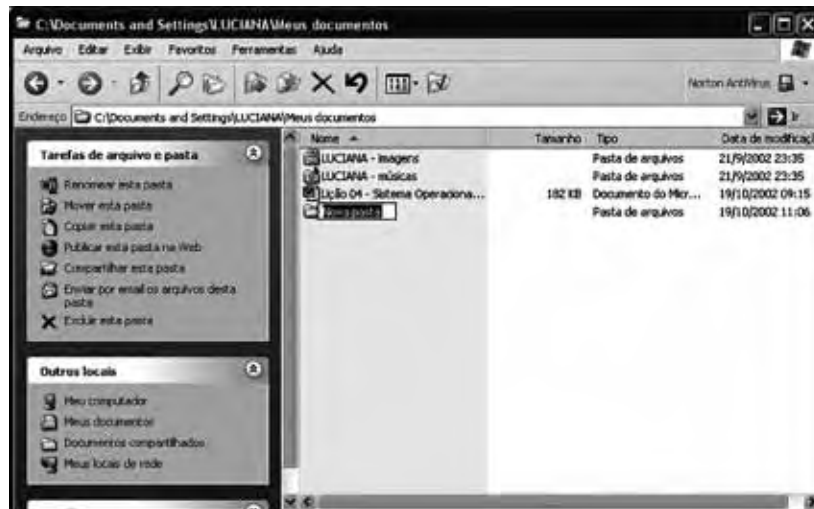 C:\Documents and Settings\LUCIANA\Meus documentos
Arquivo Editar Exibir Favoritos Ferramentas Ajuda
Norton AntiVirus
Endereço C:\Documents and Settings\LUCIANA\Meus documentos Ir
Nome Tamanho Tipo Data de modificaç
LUCIANA - imagens Pasta de arquivos 21/9/2002 23:35
LUCIANA - músicas Pasta de arquivos 21/9/2002 23:35
Lição 04 - Sistema Operaciona... 182 KB Documento do Micr... 19/10/2002 09:15
Nova pasta Pasta de arquivos 19/10/2002 11:06
Tarefas de arquivo e pasta
Renomear esta pasta
Mover esta pasta
Copiar esta pasta
Publicar esta pasta na Web
Compartilhar esta pasta
Enviar por email os arquivos desta
pasta
Excluir esta pasta
Outros locais
Meu computador
Meus documentos
Documentos compartilhados
Meus locais de rede